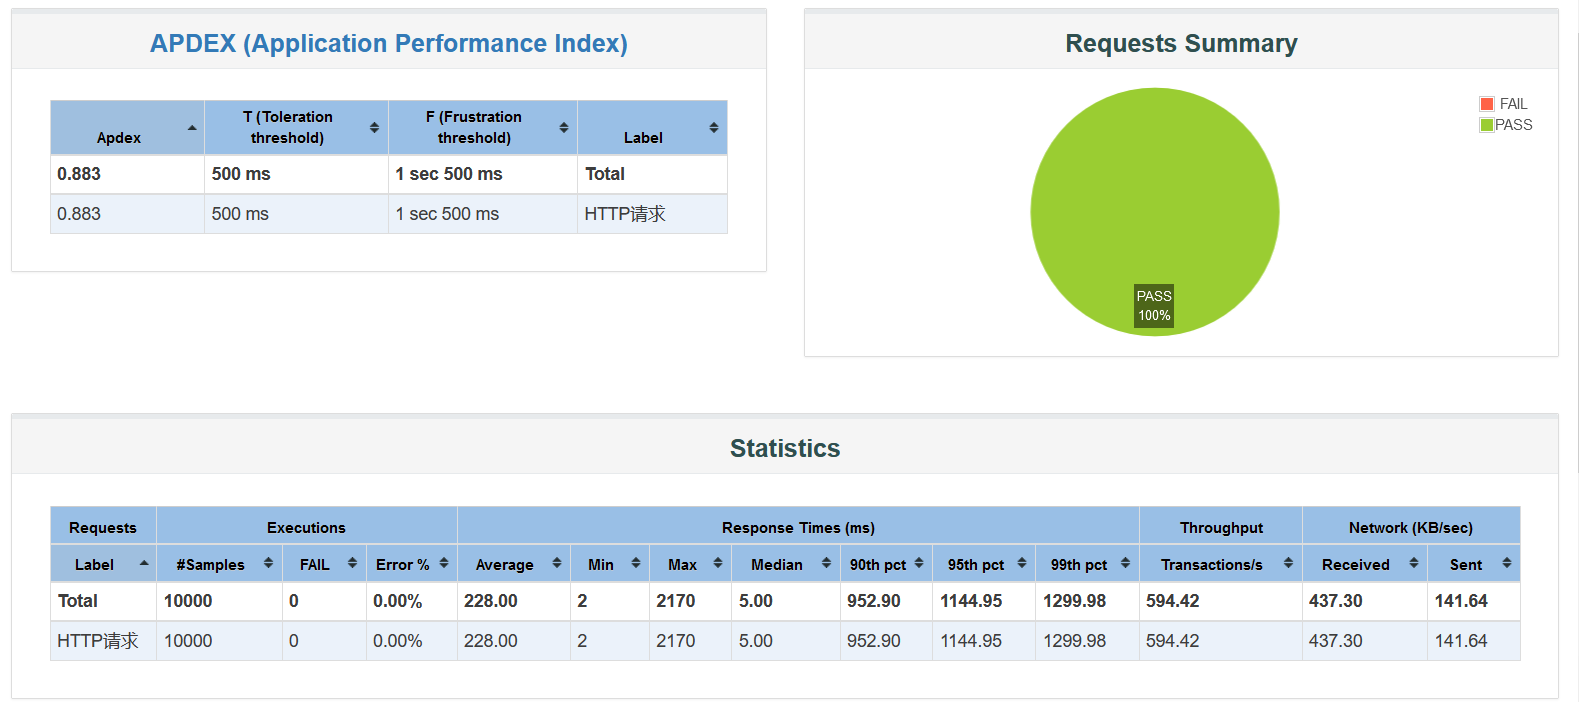 APDEX (Application Performance Index)
Apdex T (Toleration threshold) F (Frustration threshold) Label
0.883 500 ms 1 sec 500 ms Total
0.883 500 ms 1 sec 500 ms HTTP请求
Requests Summary
FAIL
PASS
PASS
100%
Statistics
Requests Executions Response Times (ms) Throughput Network (KB/sec)
Label #Samples FAIL Error % Average Min Max Median 90th pct 95th pct 99th pct Transactions/s Received Sent
Total 10000 0 0.00% 228.00 2 2170 5.00 952.90 1144.95 1299.98 594.42 437.30 141.64
HTTP请求 10000 0 0.00% 228.00 2 2170 5.00 952.90 1144.95 1299.98 594.42 437.30 141.64